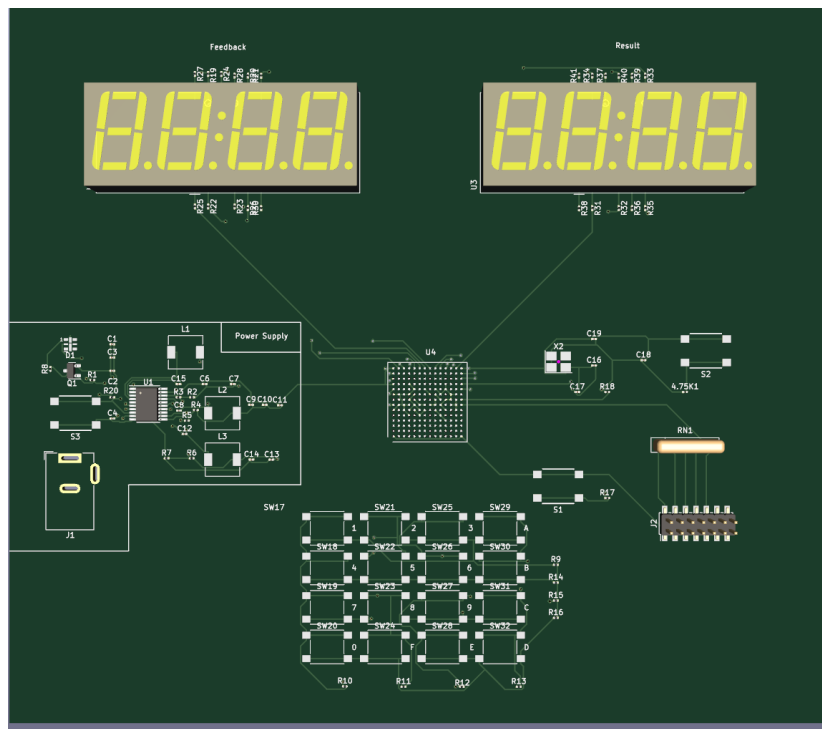 Feedback
Result
R27 R19 R24 R28
R41 R34 R37 R40 R39 R33
U3
R25 R22 R23
R38 R31 R32 R36 R35
Power Supply
L1
U4
D1
C1
C3
R8
Q1
R1
C2
R20
C4
U1
C15
C6
C7
R3 R2
C8 R4
R5
C12
L2
C9 C10 C11
L3
S3
R7 R6
C14 C13
J1
X2
C19
C16
C18
C17
R18
S2
4.75K1
RN1
J2
S1
R17
SW17
SW21
SW25
SW29
1
2
3
A
SW18
SW22
SW26
SW30
4
5
6
B
SW19
SW23
SW27
SW31
7
8
9
C
SW20
SW24
SW28
SW32
0
F
E
D
R9
R14
R15
R16
R10
R11
R12
R13